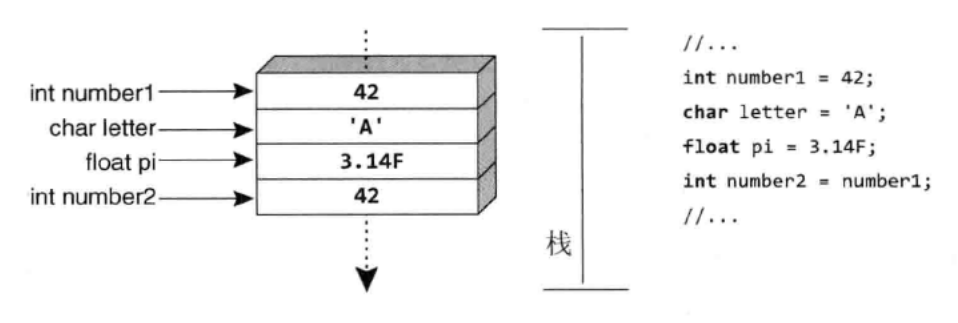 int number1
char letter
float pi
int number2
42
'A'
3.14F
42
栈
//...
int number1 = 42;
char letter = 'A';
float pi = 3.14F;
int number2 = number1;
//...